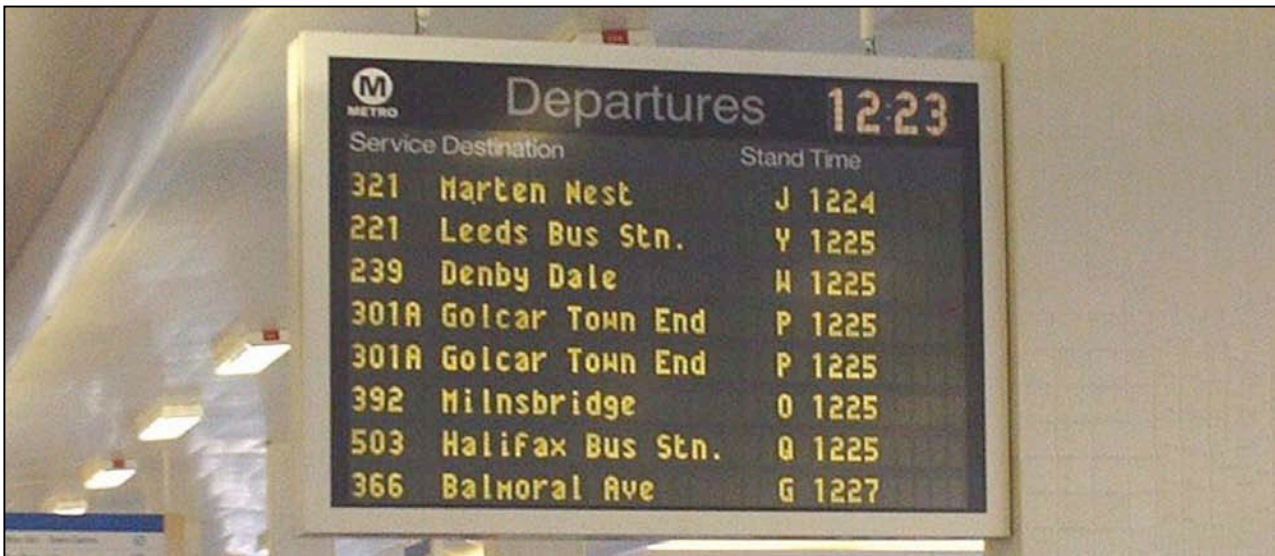 M
METRO
Departures 12:23
Service Destination Stand Time
321 Marten Nest J 1224
221 Leeds Bus Stn. Y 1225
239 Denby Dale W 1225
301A Golcar Town End P 1225
301A Golcar Town End P 1225
392 Milnsbridge O 1225
503 Halifax Bus Stn. Q 1225
366 Balmoral Ave G 1227